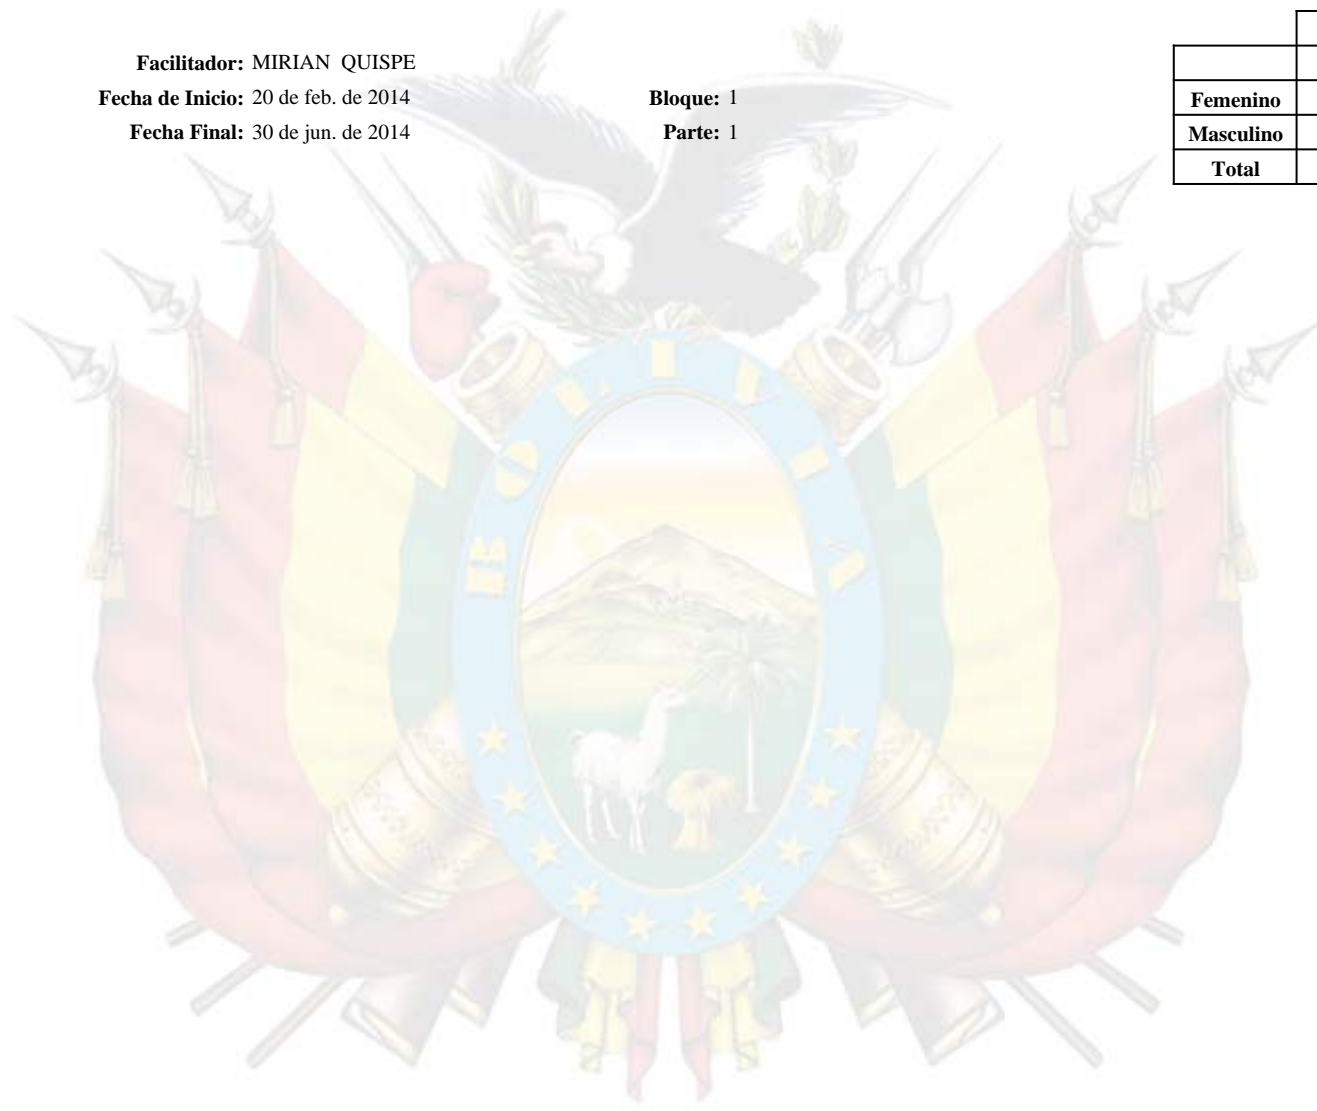 Facilitador: MIRIAN QUISPE
Fecha de Inicio: 20 de feb. de 2014 Bloque: 1
Fecha Final: 30 de jun. de 2014 Parte: 1
Femenino
Masculino
Total
BOLIVIA